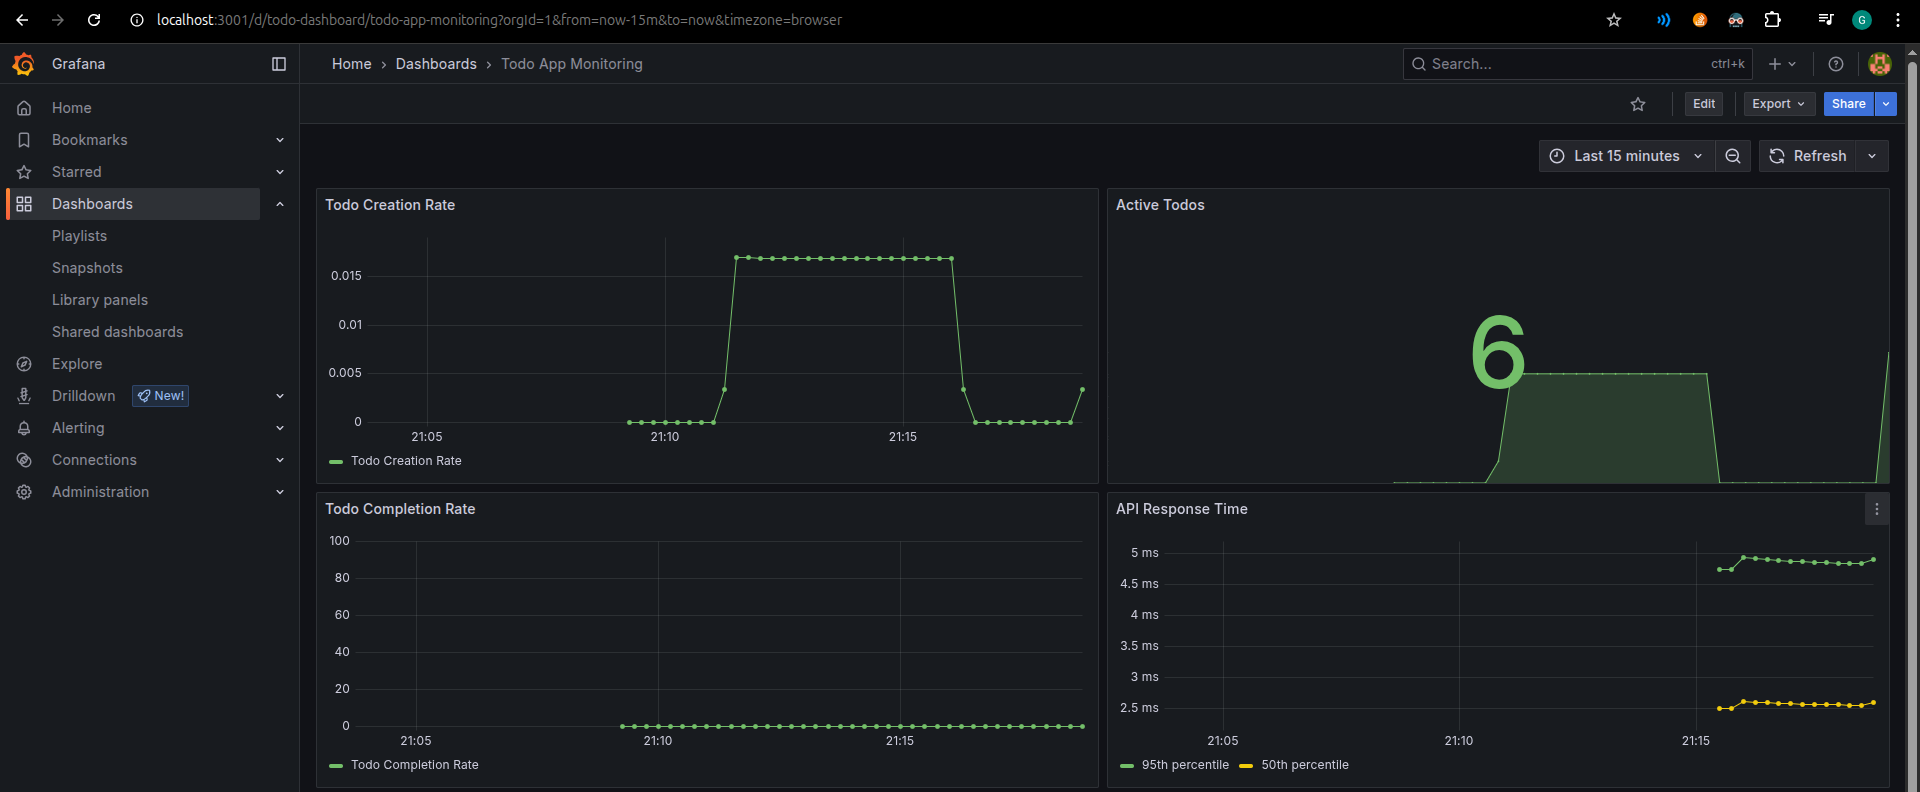 localhost:3001/d/todo-dashboard/todo-app-monitoring?orgId=1&from=now-15m&to=now&timezone=browser
G
Grafana
Home › Dashboards › Todo App Monitoring
Search...
ctrl+k
Home
Bookmarks
Starred
Dashboards
Playlists
Snapshots
Library panels
Shared dashboards
Explore
Drilldown
New!
Alerting
Connections
Administration
Edit
Export
Share
Last 15 minutes
Refresh
Todo Creation Rate
0.015
0.01
0.005
0
21:05
21:10
21:15
Todo Creation Rate
Active Todos
6
Todo Completion Rate
100
80
60
40
20
0
21:05
21:10
21:15
Todo Completion Rate
API Response Time
5 ms
4.5 ms
4 ms
3.5 ms
3 ms
2.5 ms
21:05
21:10
21:15
95th percentile
50th percentile